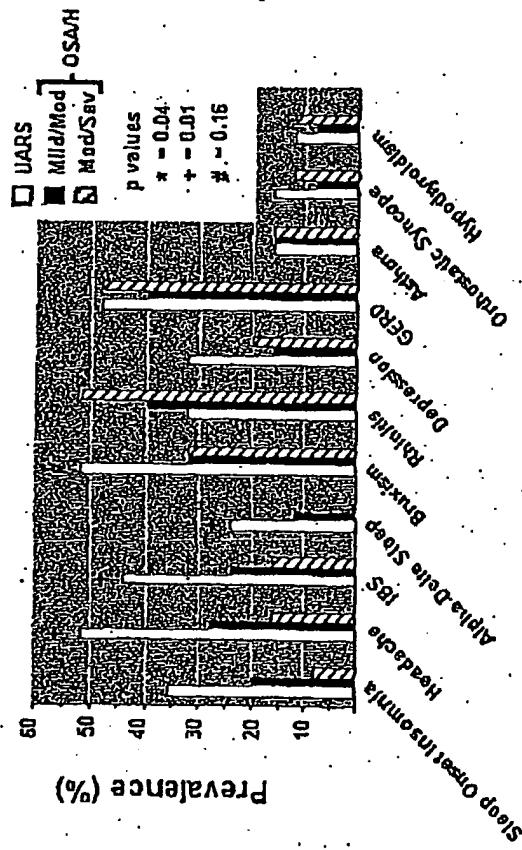 UARS
Mild/Mod
Mod/Sev
OSA/H
p values
* = 0.04
+ = 0.01
# = 0.16
Prevalence (%)
60
50
40
30
20
10
Sleep Onset Insomnia
Headache
IBS
Alpha-Delta Sleep
Bruxism
Rhinitis
Depression
GERD
Asthma
Orthostatic Syncope
Hypothyroidism